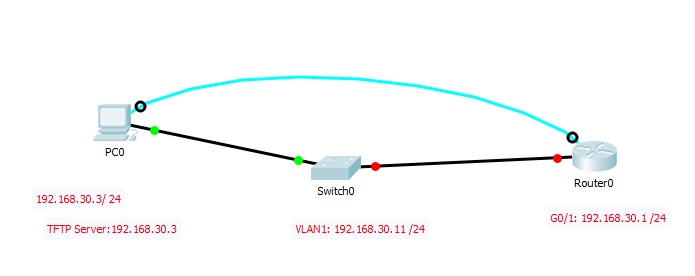 PC0
Switch0
Router0
192.168.30.3/ 24
TFTP Server:192.168.30.3
VLAN1: 192.168.30.11 /24
G0/1: 192.168.30.1 /24